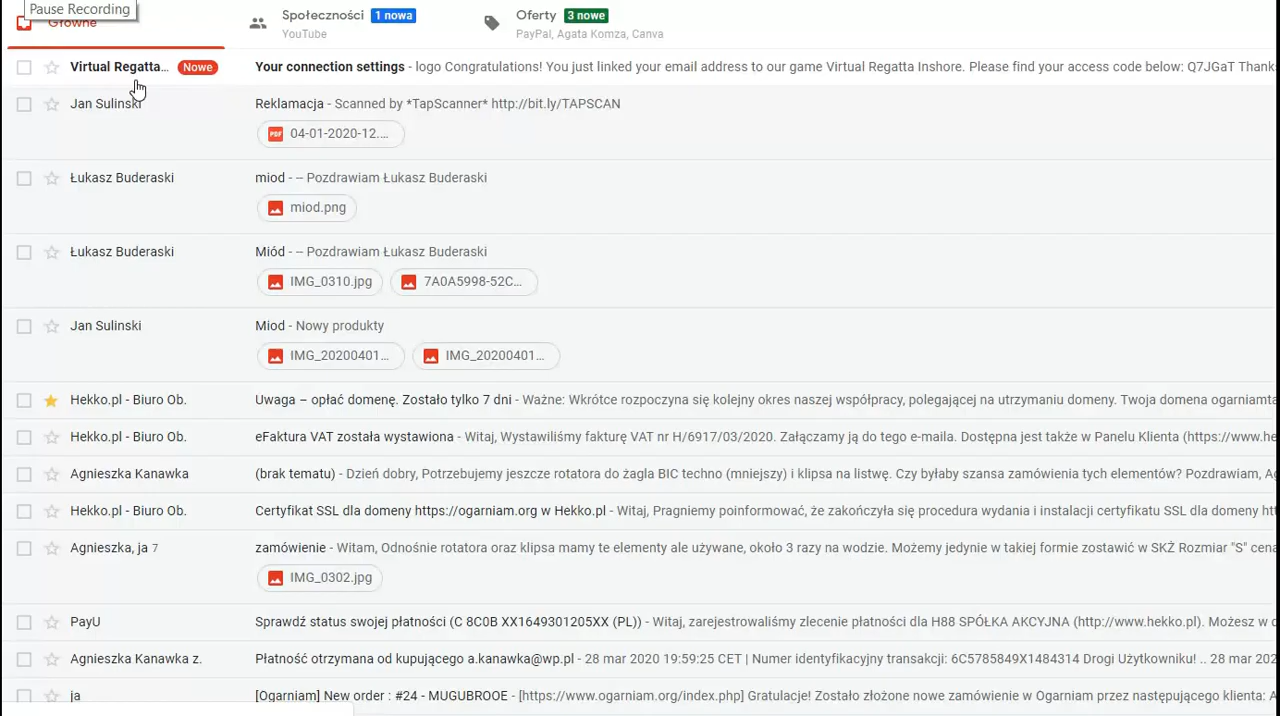 Pause Recording
Główne
Społeczności 1 nowa
YouTube
Oferty 3 nowe
PayPal, Agata Komza, Canva
Virtual Regatta... Nowe Your connection settings - logo Congratulations! You just linked your email address to our game Virtual Regatta Inshore. Please find your access code below: Q7JGaT Thanks
Jan Sulinski Reklamacja - Scanned by *TapScanner* http://bit.ly/TAPSCAN
PDF 04-01-2020-12....
Łukasz Buderaski miod - -- Pozdrawiam Łukasz Buderaski
miod.png
Łukasz Buderaski Miód - -- Pozdrawiam Łukasz Buderaski
IMG_0310.jpg 7A0A5998-52C...
Jan Sulinski Miod - Nowy produkty
IMG_20200401... IMG_20200401...
Hekko.pl - Biuro Ob. Uwaga – opłać domenę. Zostało tylko 7 dni - Ważne: Wkrótce rozpoczyna się kolejny okres naszej współpracy, polegającej na utrzymaniu domeny. Twoja domena ogarniamta
Hekko.pl - Biuro Ob. eFaktura VAT została wystawiona - Witaj, Wystawiliśmy fakturę VAT nr H/6917/03/2020. Załączamy ją do tego e-maila. Dostępna jest także w Panelu Klienta (https://www.he
Agnieszka Kanawka (brak tematu) - Dzień dobry, Potrzebujemy jeszcze rotatora do żagla BIC techno (mniejszy) i klipsa na listwę. Czy byłaby szansa zamówienia tych elementów? Pozdrawiam, Ag
Hekko.pl - Biuro Ob. Certyfikat SSL dla domeny https://ogarniam.org w Hekko.pl - Witaj, Pragniemy poinformować, że zakończyła się procedura wydania i instalacji certyfikatu SSL dla domeny ht
Agnieszka, ja 7 zamówienie - Witam, Odnośnie rotatora oraz klipsa mamy te elementy ale używane, około 3 razy na wodzie. Możemy jedynie w takiej formie zostawić w SKŻ Rozmiar "S" cena
IMG_0302.jpg
PayU Sprawdź status swojej płatności (C 8C0B XX1649301205XX (PL)) - Witaj, zarejestrowaliśmy zlecenie płatności dla H88 SPÓŁKA AKCYJNA (http://www.hekko.pl). Możesz w
Agnieszka Kanawka z. Płatność otrzymana od kupującego a.kanawka@wp.pl - 28 mar 2020 19:59:25 CET | Numer identyfikacyjny transakcji: 6C5785849X1484314 Drogi Użytkowniku! .. 28 mar 202
ja [Ogarniam] New order : #24 - MUGUBROOE - [https://www.ogarniam.org/index.php] Gratulacje! Zostało złożone nowe zamówienie w Ogarniam przez następującego klienta: A